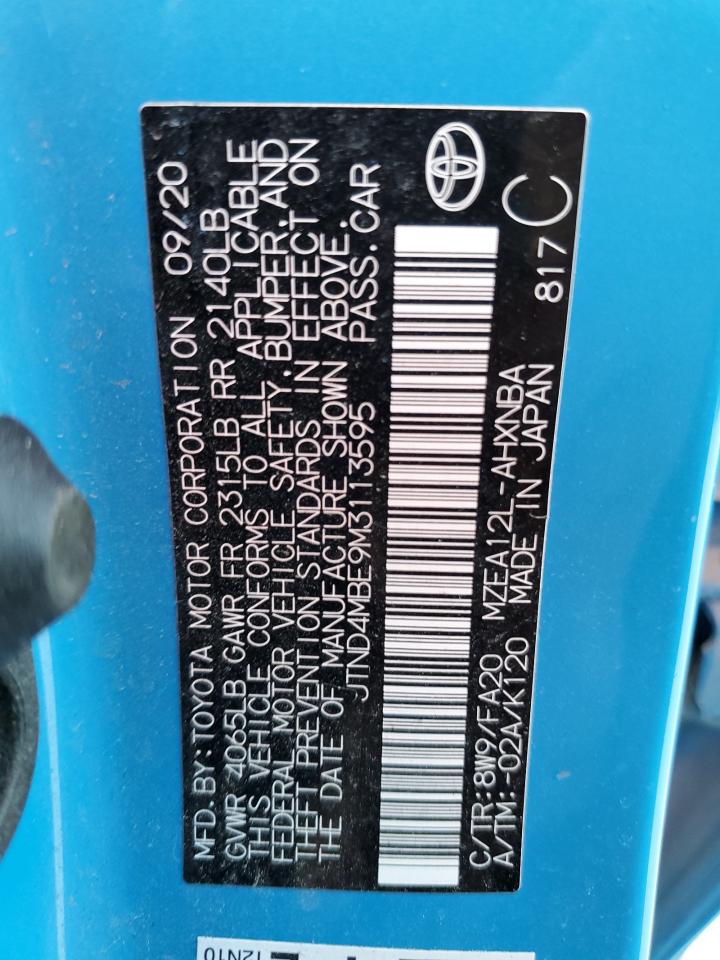 MFD. BY: TOYOTA MOTOR CORPORATION 09/20
GVWR 4065LB GAWR FR 2315LB RR 2140LB
THIS VEHICLE CONFORMS TO ALL APPLICABLE
FEDERAL MOTOR VEHICLE SAFETY, BUMPER, AND
THEFT PREVENTION STANDARDS IN EFFECT ON
THE DATE OF MANUFACTURE SHOWN ABOVE.
JTND4MBE9M3113595 PASS. CAR
C/TR: 8W9/FA20 MZEA12L-AHXNBA
A/TM: -02A/K120 MADE IN JAPAN 817 C
12N10